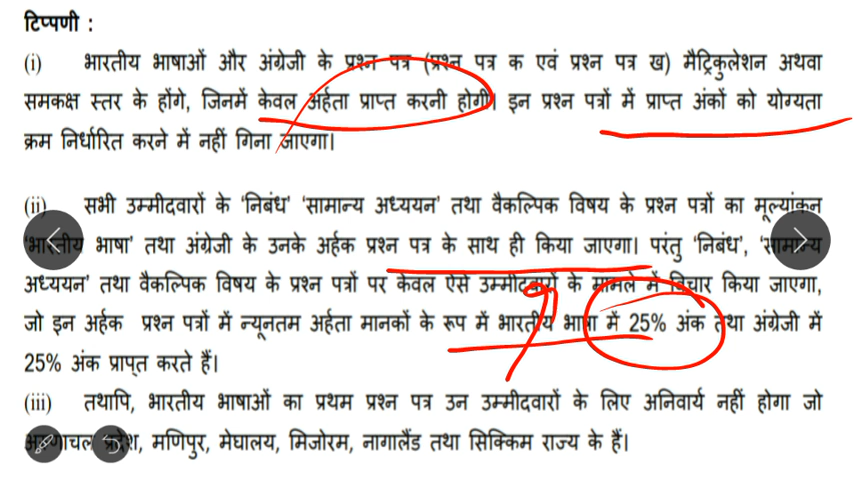 टिप्पणी :
(i) भारतीय भाषाओं और अंग्रेजी के प्रश्न पत्र (प्रश्न पत्र क एवं प्रश्न पत्र ख) मैट्रिकुलेशन अथवा
समकक्ष स्तर के होंगे, जिनमें केवल अर्हता प्राप्त करनी होगी। इन प्रश्न पत्रों में प्राप्त अंकों को योग्यता
क्रम निर्धारित करने में नहीं गिना जाएगा।
(ii) सभी उम्मीदवारों के 'निबंध' 'सामान्य अध्ययन' तथा वैकल्पिक विषय के प्रश्न पत्रों का मूल्यांकन
'भारतीय भाषा' तथा अंग्रेजी के उनके अर्हक प्रश्न पत्र के साथ ही किया जाएगा। परंतु 'निबंध', 'सामान्य
अध्ययन' तथा वैकल्पिक विषय के प्रश्न पत्रों पर केवल ऐसे उम्मीदवारों के मामले में विचार किया जाएगा,
जो इन अर्हक प्रश्न पत्रों में न्यूनतम अर्हता मानकों के रूप में भारतीय भाषा में 25% अंक तथा अंग्रेजी में
25% अंक प्राप्त करते हैं।
(iii) तथापि, भारतीय भाषाओं का प्रथम प्रश्न पत्र उन उम्मीदवारों के लिए अनिवार्य नहीं होगा जो
अरुणाचल प्रदेश, मणिपुर, मेघालय, मिजोरम, नागालैंड तथा सिक्किम राज्य के हैं।